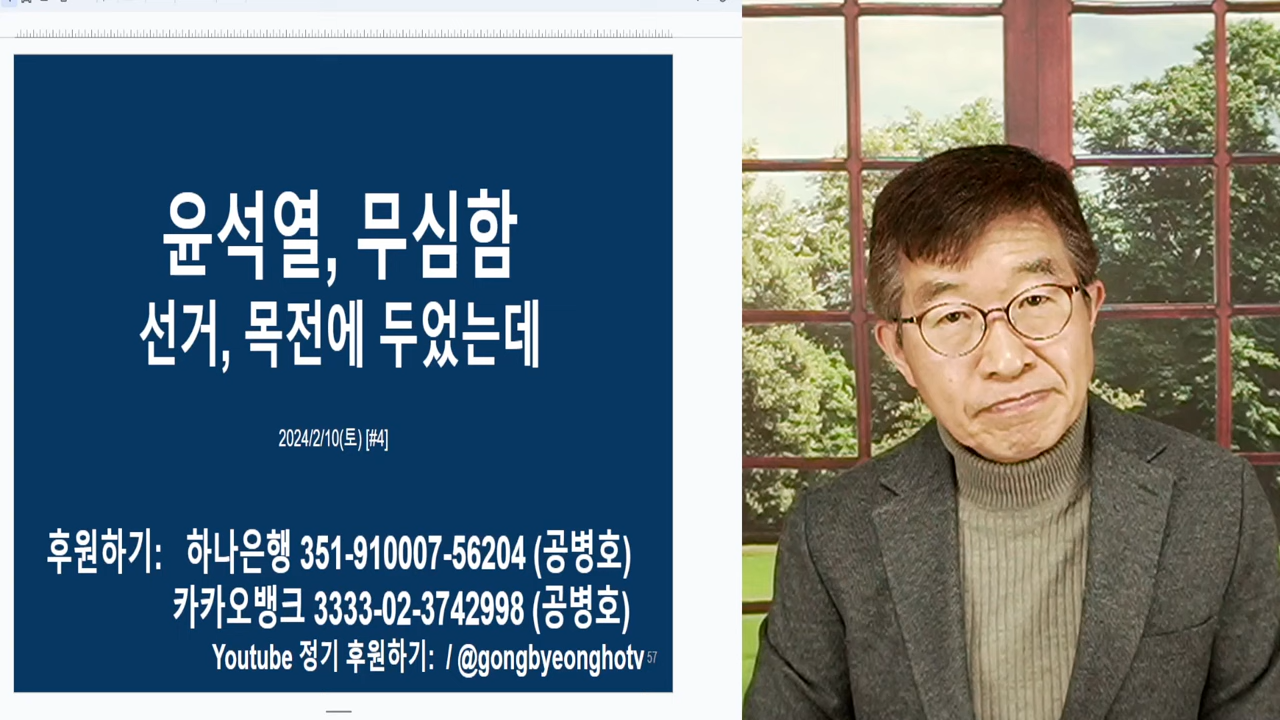 윤석열, 무심함
선거, 목전에 두었는데
2024/2/10(토) [#4]
후원하기: 하나은행 351-910007-56204 (공병호)
카카오뱅크 3333-02-3742998 (공병호)
Youtube 정기 후원하기: / @gongbyeonghotv
57